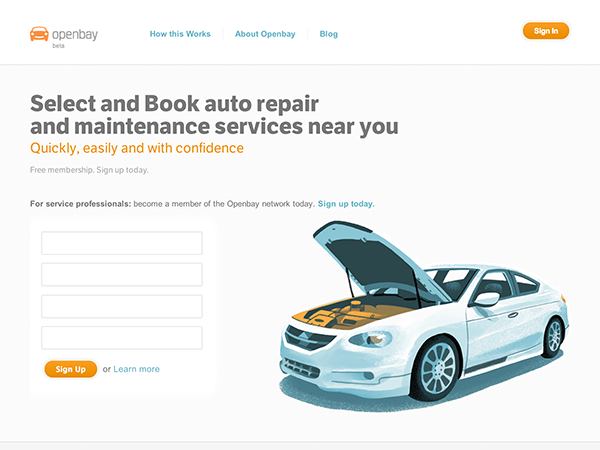 openbay
beta
How this Works
About Openbay
Blog
Sign In
Select and Book auto repair
and maintenance services near you
Quickly, easily and with confidence
Free membership. Sign up today.
For service professionals: become a member of the Openbay network today. Sign up today.
Sign Up or Learn more